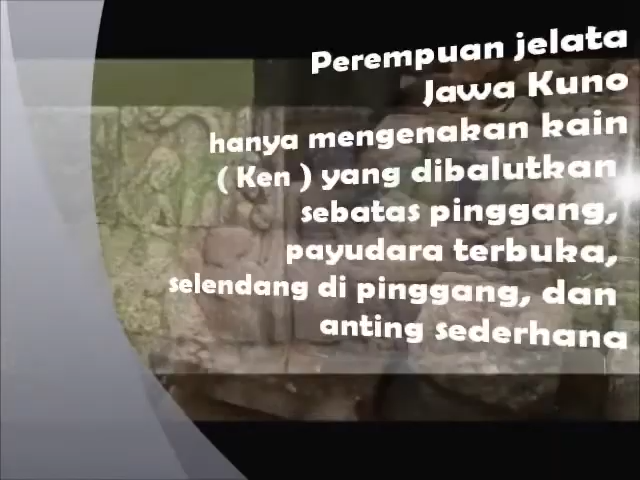 Perempuan jelata
Jawa Kuno
hanya mengenakan kain
( Ken ) yang dibalutkan
sebatas pinggang,
payudara terbuka,
selendang di pinggang, dan
anting sederhana